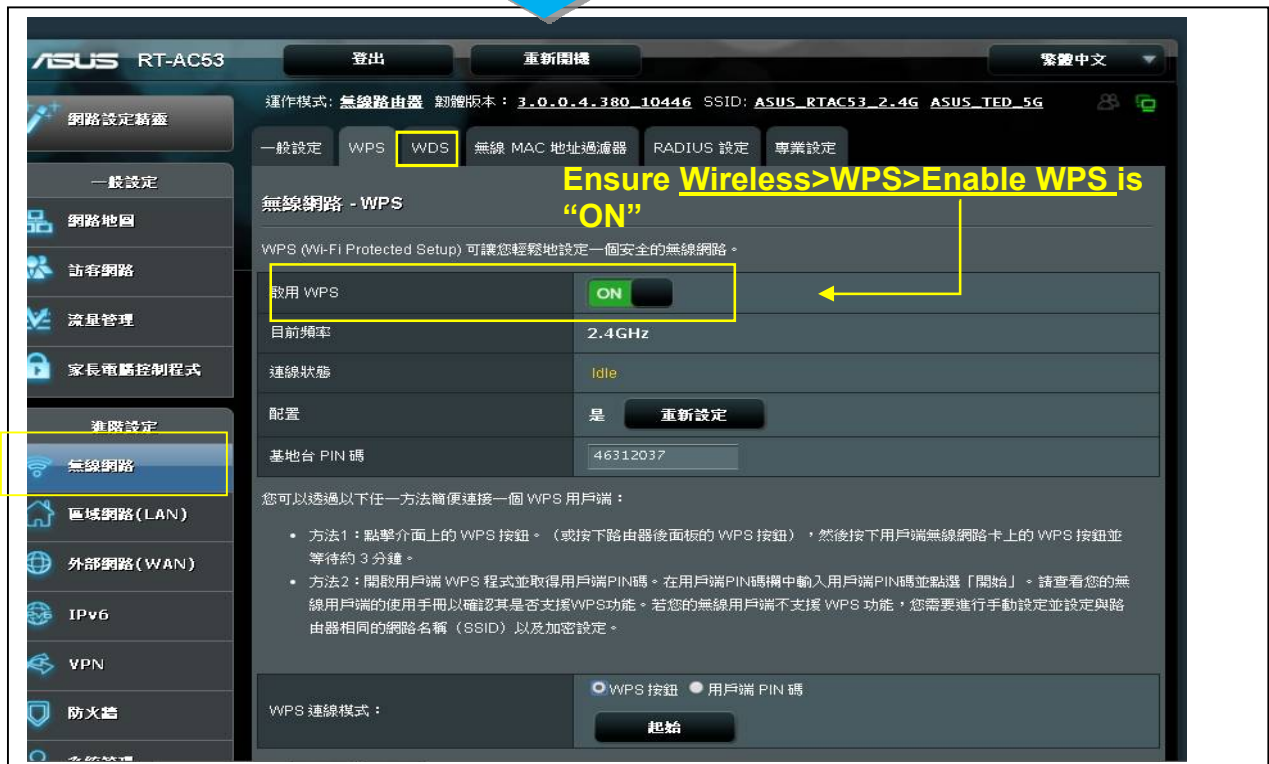 ASUS RT-AC53 登出 重新開機 繁體中文
運作模式: 無線路由器 韌體版本： 3.0.0.4.380_10446 SSID: ASUS_RTAC53_2.4G ASUS_TED_5G
網路設定精靈
一般設定 WPS WDS 無線 MAC 地址過濾器 RADIUS 設定 專業設定
一般設定
網路地圖
訪客網路
流量管理
家長電腦控制程式
進階設定
無線網路
區域網路(LAN)
外部網路(WAN)
IPv6
VPN
防火牆
系統管理
Ensure Wireless>WPS>Enable WPS is
“ON”
無線網路 - WPS
WPS (Wi-Fi Protected Setup) 可讓您輕鬆地設定一個安全的無線網路。
啟用 WPS ON
目前頻率 2.4GHz
連線狀態 Idle
配置 是 重新設定
基地台 PIN 碼 46312037
您可以透過以下任一方法簡便連接一個 WPS 用戶端：
• 方法1：點擊介面上的 WPS 按鈕。（或按下路由器後面板的 WPS 按鈕），然後按下用戶端無線網路卡上的 WPS 按鈕並
等待約 3 分鐘。
• 方法2：開啟用戶端 WPS 程式並取得用戶端PIN碼。在用戶端PIN碼欄中輸入用戶端PIN碼並點選「開始」。請查看您的無
線用戶端的使用手冊以確認其是否支援WPS功能。若您的無線用戶端不支援 WPS 功能，您需要進行手動設定並設定與路
由器相同的網路名稱（SSID）以及加密設定。
WPS 連線模式：
WPS 按鈕 用戶端 PIN 碼
起始